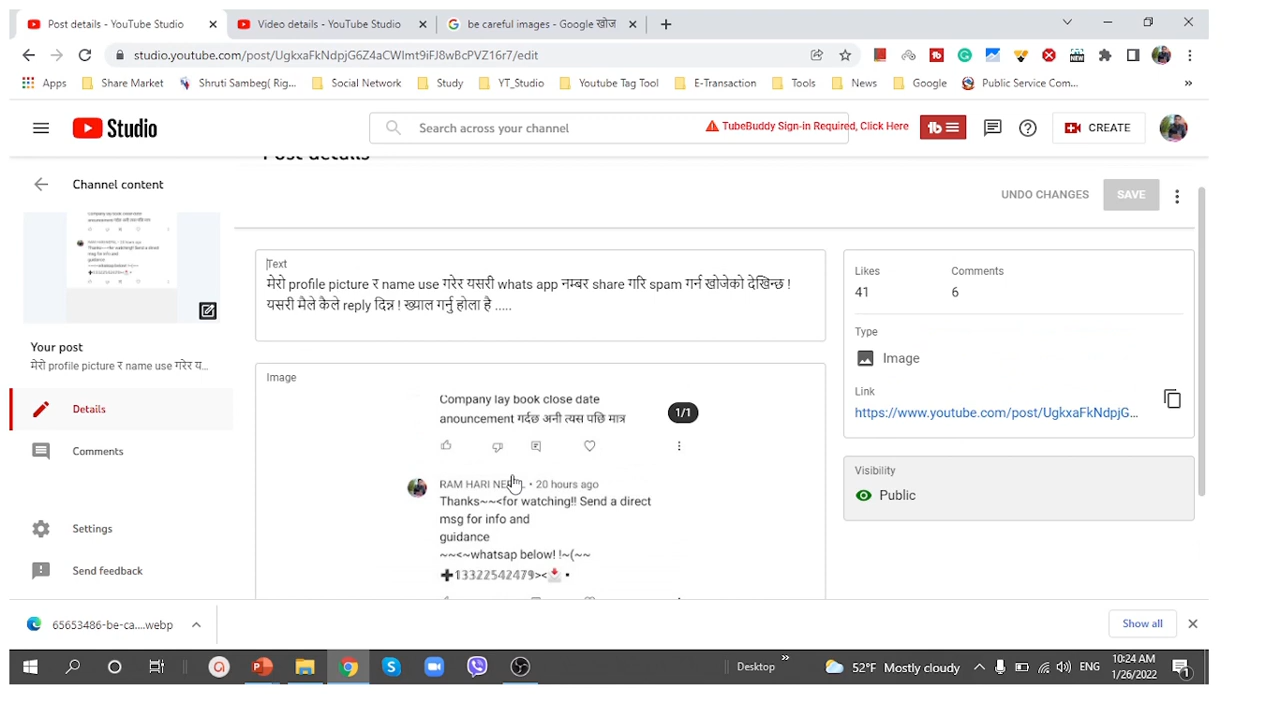 Post details - YouTube Studio
Video details - YouTube Studio
be careful images - Google खोज
studio.youtube.com/post/UgkxaFkNdpjG6Z4aCWlmt9iFJ8wBcPVZ16r7/edit
Apps
Share Market
Shruti Sambeg( Rig...
Social Network
Study
YT_Studio
Youtube Tag Tool
E-Transaction
Tools
News
Google
Public Service Com...
»
Studio
Search across your channel
TubeBuddy Sign-in Required, Click Here
CREATE
Post details
Channel content
UNDO CHANGES
SAVE
Your post
मेरो profile picture र name use गरेर य...
Details
Comments
Settings
Send feedback
Text
मेरो profile picture र name use गरेर यसरी whats app नम्बर share गरि spam गर्न खोजेको देखिन्छ !
यसरी मैले कैले reply दिन्न ! ख्याल गर्नु होला है .....
Image
Company lay book close date
anouncement गर्दछ अनी त्यस पछि मात्र
1/1
RAM HARI NEPAL • 20 hours ago
Thanks~~<for watching!! Send a direct
msg for info and
guidance
~~<~whatsap below! !~(~~
➕13322542479><📩•
Likes
Comments
41
6
Type
Image
Link
https://www.youtube.com/post/UgkxaFkNdpjG...
Visibility
Public
65653486-be-ca....webp
Show all
Desktop
»
52°F Mostly cloudy
ENG
10:24 AM
1/26/2022